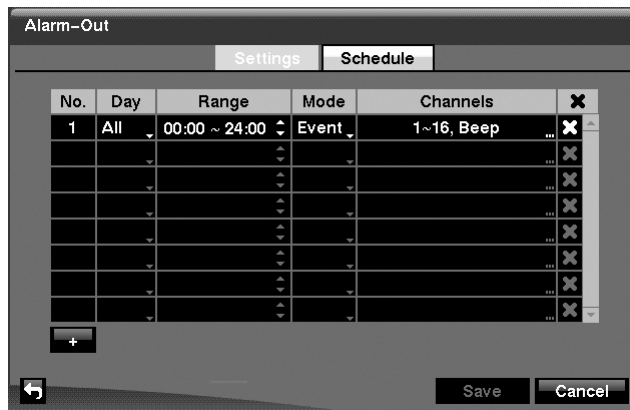 Alarm-Out
Settings Schedule
No. Day Range Mode Channels ✖
1 All 00:00 ~ 24:00 Event 1~16, Beep ... ✖
+
Save Cancel